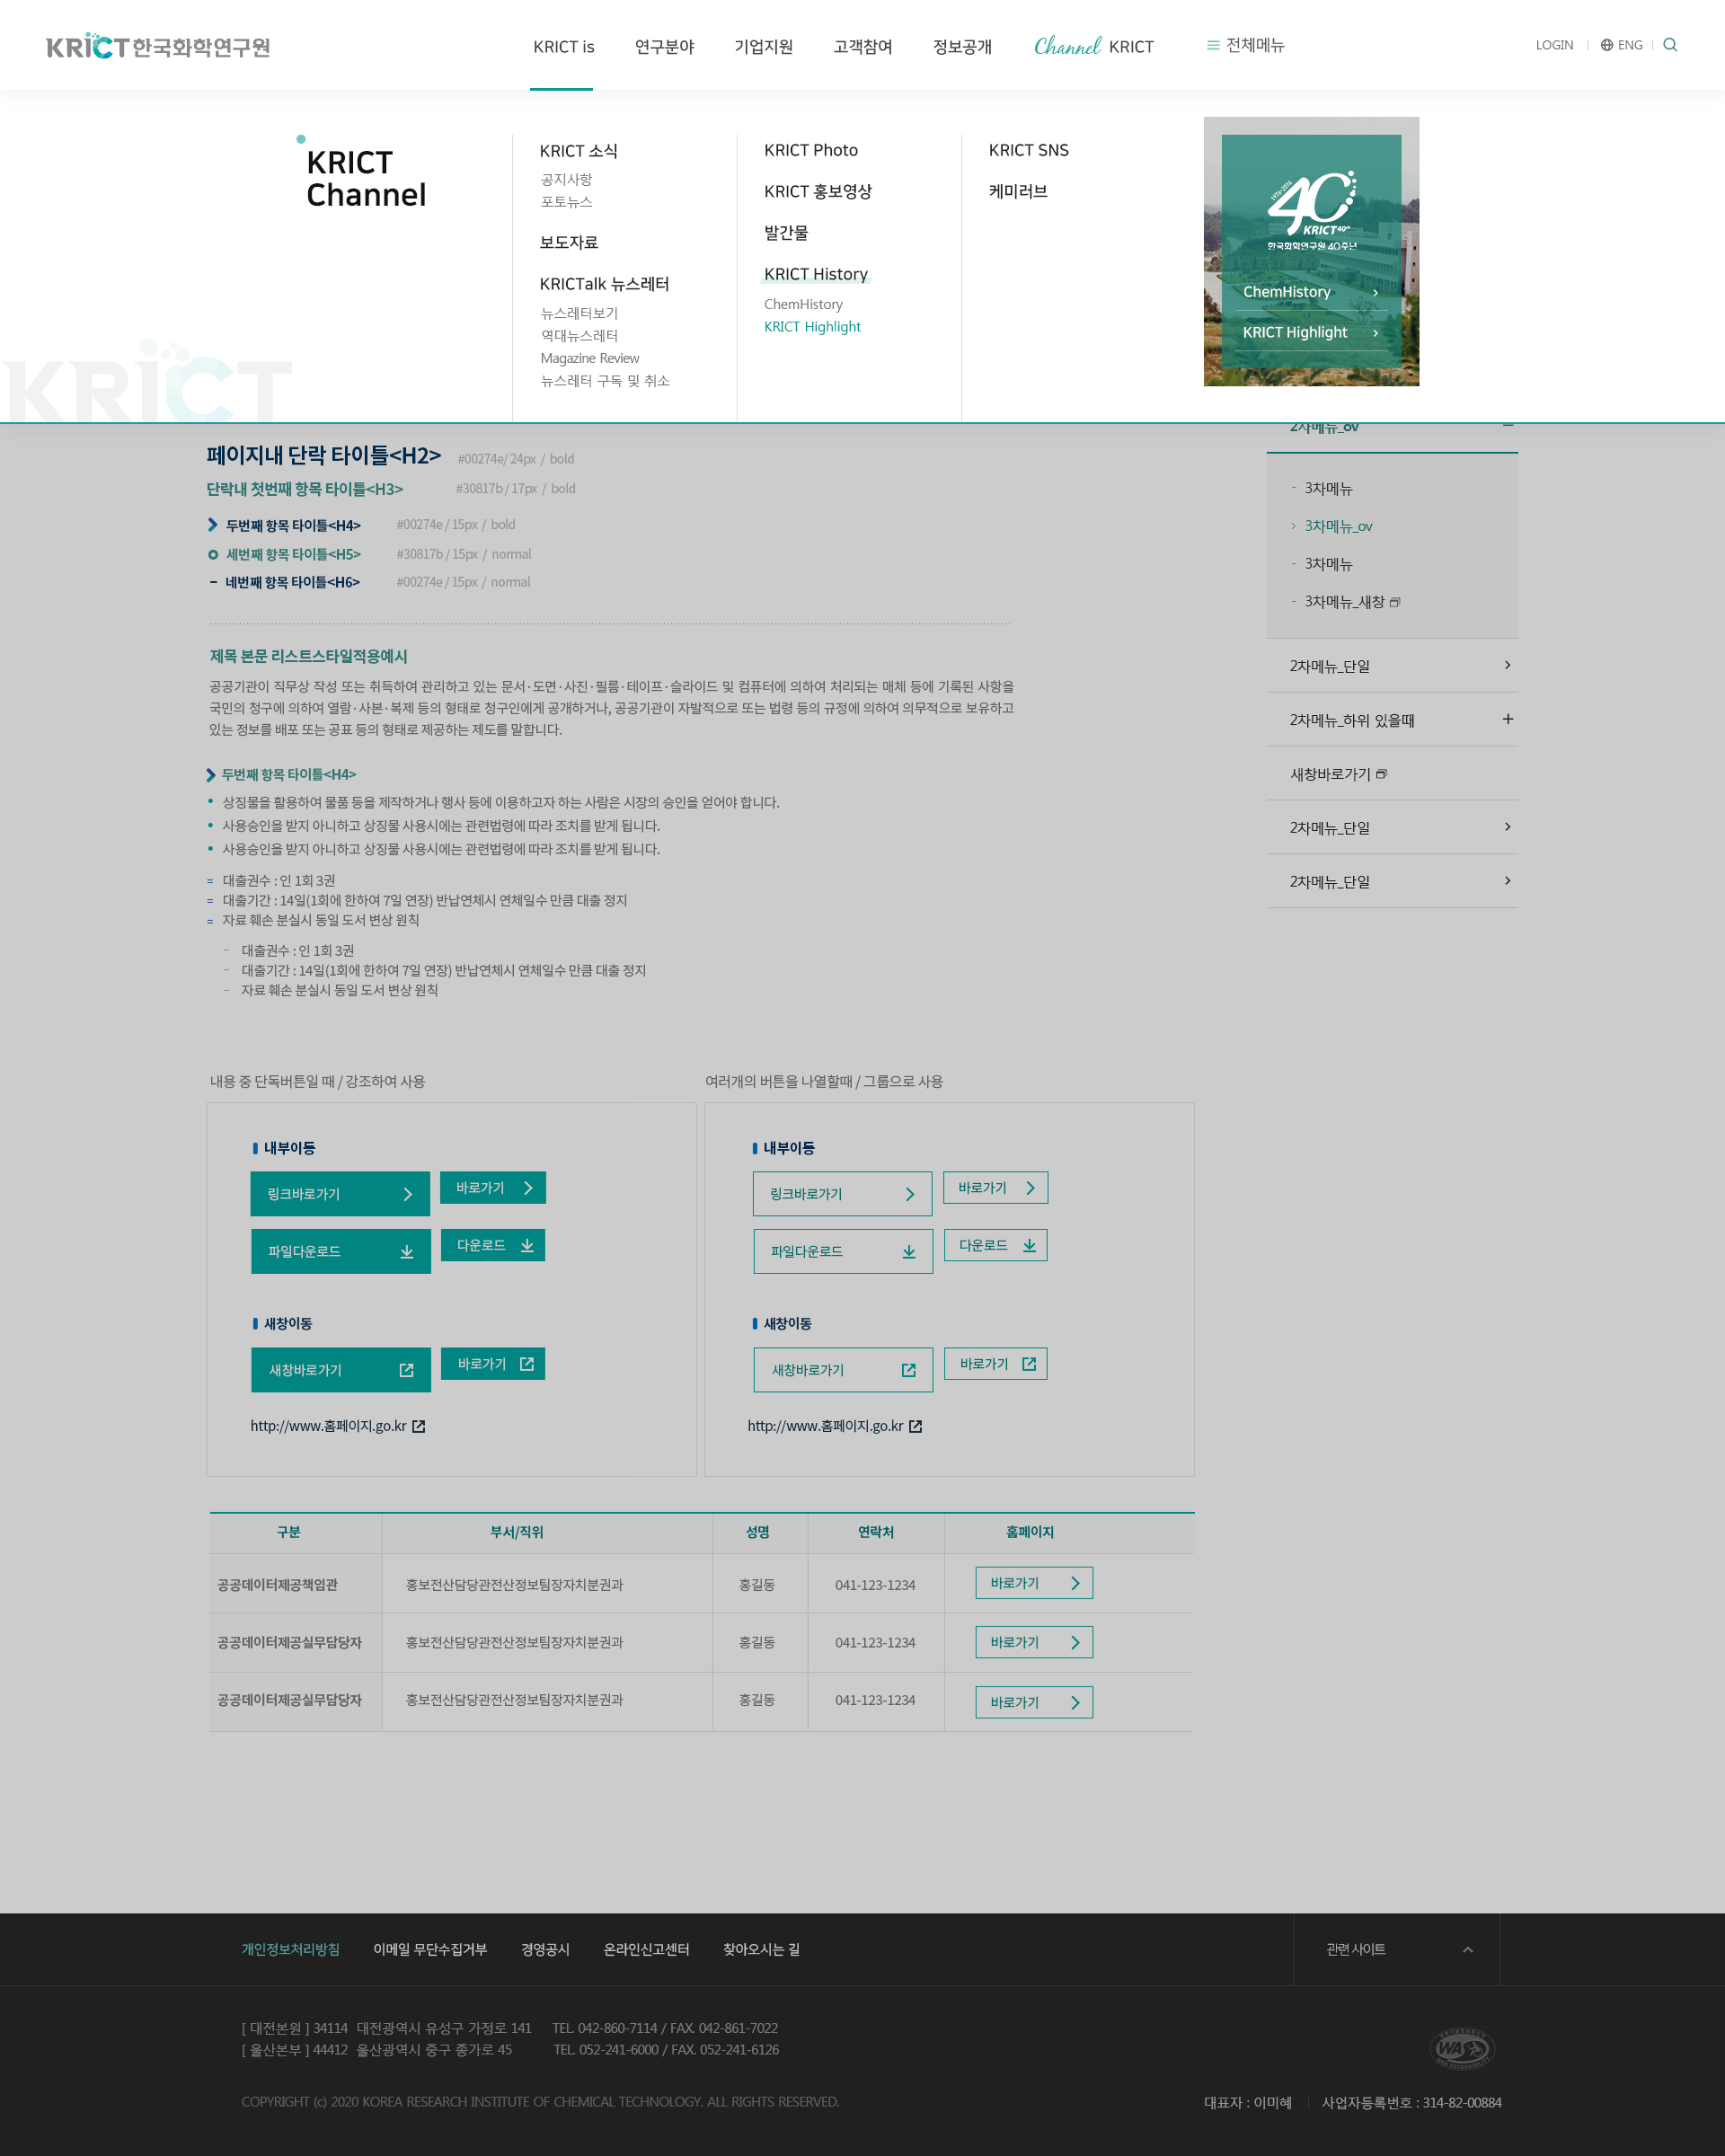 KRICT 한국화학연구원
KRICT is
연구분야
기업지원
고객참여
정보공개
Channel KRICT
전체메뉴
LOGIN
ENG
KRICT
Channel
KRICT 소식
공지사항
포토뉴스
보도자료
KRICTalk 뉴스레터
뉴스레터보기
역대뉴스레터
Magazine Review
뉴스레터 구독 및 취소
KRICT Photo
KRICT 홍보영상
발간물
KRICT History
ChemHistory
KRICT Highlight
KRICT SNS
케미러브
1976-2016
40
KRICT 40th
한국화학연구원 40주년
ChemHistory
KRICT Highlight
KRICT
페이지내 단락 타이틀<H2> #00274e/ 24px / bold
단락내 첫번째 항목 타이틀<H3> #30817b / 17px / bold
두번째 항목 타이틀<H4> #00274e / 15px / bold
세번째 항목 타이틀<H5> #30817b / 15px / normal
네번째 항목 타이틀<H6> #00274e / 15px / normal
제목 본문 리스트스타일적용예시
공공기관이 직무상 작성 또는 취득하여 관리하고 있는 문서·도면·사진·필름·테이프·슬라이드 및 컴퓨터에 의하여 처리되는 매체 등에 기록된 사항을
국민의 청구에 의하여 열람·사본·복제 등의 형태로 청구인에게 공개하거나, 공공기관이 자발적으로 또는 법령 등의 규정에 의하여 의무적으로 보유하고
있는 정보를 배포 또는 공표 등의 형태로 제공하는 제도를 말합니다.
두번째 항목 타이틀<H4>
• 상징물을 활용하여 물품 등을 제작하거나 행사 등에 이용하고자 하는 사람은 시장의 승인을 얻어야 합니다.
• 사용승인을 받지 아니하고 상징물 사용시에는 관련법령에 따라 조치를 받게 됩니다.
• 사용승인을 받지 아니하고 상징물 사용시에는 관련법령에 따라 조치를 받게 됩니다.
= 대출권수 : 인 1회 3권
= 대출기간 : 14일(1회에 한하여 7일 연장) 반납연체시 연체일수 만큼 대출 정지
= 자료 훼손 분실시 동일 도서 변상 원칙
- 대출권수 : 인 1회 3권
- 대출기간 : 14일(1회에 한하여 7일 연장) 반납연체시 연체일수 만큼 대출 정지
- 자료 훼손 분실시 동일 도서 변상 원칙
2차메뉴_ov
- 3차메뉴
3차메뉴_ov
- 3차메뉴
- 3차메뉴_새창
2차메뉴_단일
2차메뉴_하위 있을때
새창바로가기
2차메뉴_단일
2차메뉴_단일
내용 중 단독버튼일 때 / 강조하여 사용
내부이동
링크바로가기
바로가기
파일다운로드
다운로드
새창이동
새창바로가기
바로가기
http://www.홈페이지.go.kr
여러개의 버튼을 나열할때 / 그룹으로 사용
내부이동
링크바로가기
바로가기
파일다운로드
다운로드
새창이동
새창바로가기
바로가기
http://www.홈페이지.go.kr
구분 부서/직위 성명 연락처 홈페이지
공공데이터제공책임관 홍보전산담당관전산정보팀장자치분권과 홍길동 041-123-1234 바로가기
공공데이터제공실무담당자 홍보전산담당관전산정보팀장자치분권과 홍길동 041-123-1234 바로가기
공공데이터제공실무담당자 홍보전산담당관전산정보팀장자치분권과 홍길동 041-123-1234 바로가기
개인정보처리방침
이메일 무단수집거부
경영공시
온라인신고센터
찾아오시는 길
관련 사이트
[ 대전본원 ] 34114 대전광역시 유성구 가정로 141 TEL. 042-860-7114 / FAX. 042-861-7022
[ 울산본부 ] 44412 울산광역시 중구 종가로 45 TEL. 052-241-6000 / FAX. 052-241-6126
COPYRIGHT (c) 2020 KOREA RESEARCH INSTITUTE OF CHEMICAL TECHNOLOGY. ALL RIGHTS RESERVED.
WA
WEB ACCESSIBILITY
대표자 : 이미혜
사업자등록번호 : 314-82-00884